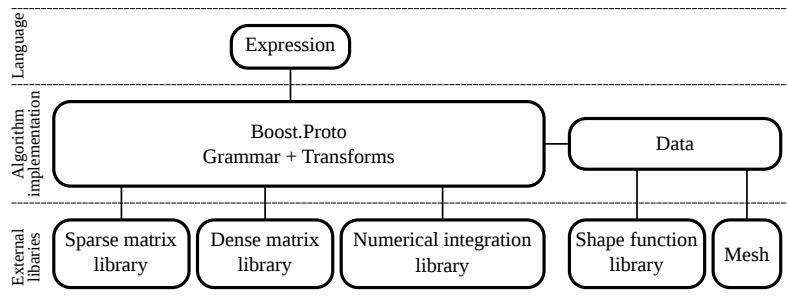 Language
Expression
Algorithm
implementation
Boost.Proto
Grammar + Transforms
Data
External
libaries
Sparse matrix
library
Dense matrix
library
Numerical integration
library
Shape function
library
Mesh